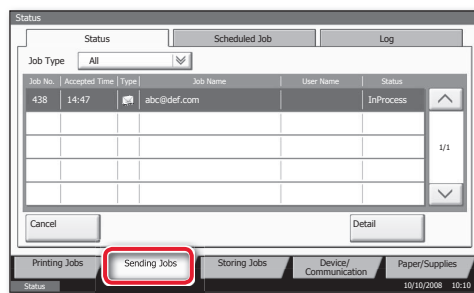 Status
Status Scheduled Job Log
Job Type All
Job No. Accepted Time Type Job Name User Name Status
438 14:47 abc@def.com InProcess
1/1
Cancel Detail
Printing Jobs Sending Jobs Storing Jobs Device/
Communication Paper/Supplies
Status 10/10/2008 10:10